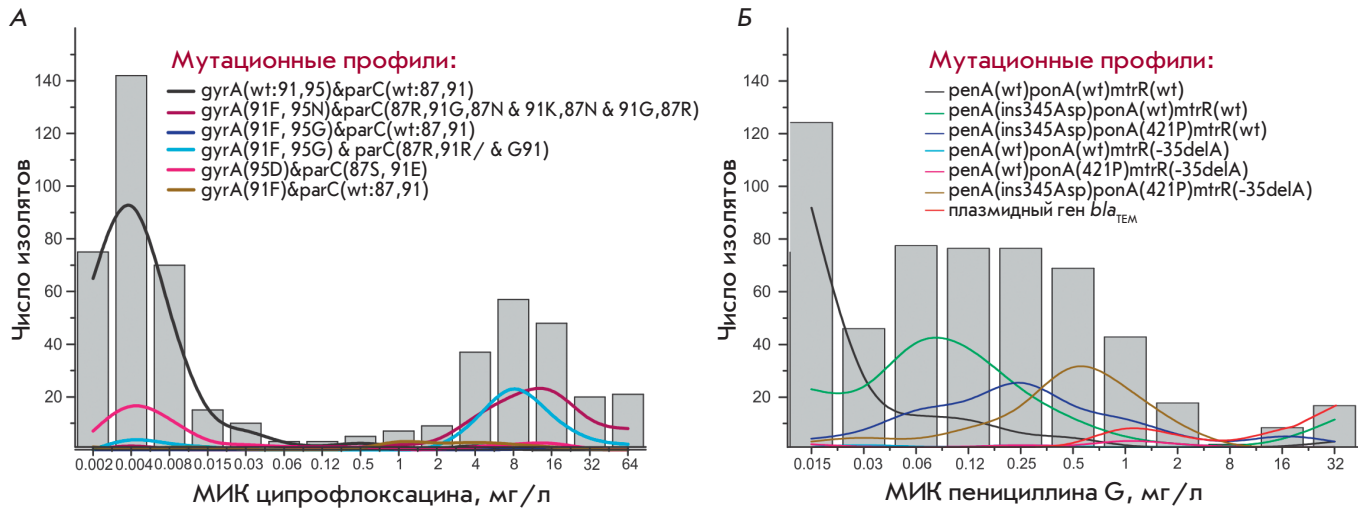 А
Мутационные профили:
gyrA(wt:91,95)&parC(wt:87,91)
gyrA(91F, 95N)&parC(87R,91G,87N & 91K,87N & 91G,87R)
gyrA(91F, 95G)&parC(wt:87,91)
gyrA(91F, 95G) & parC(87R,91R/ & G91)
gyrA(95D)&parC(87S, 91E)
gyrA(91F)&parC(wt:87,91)
Число изолятов
140
120
100
80
60
40
20
0.002 0.004 0.008 0.015 0.03 0.06 0.12 0.5 1 2 4 8 16 32 64
МИК ципрофлоксацина, мг/л
Б
Мутационные профили:
penA(wt)ponA(wt)mtrR(wt)
penA(ins345Asp)ponA(wt)mtrR(wt)
penA(ins345Asp)ponA(421P)mtrR(wt)
penA(wt)ponA(wt)mtrR(-35delA)
penA(wt)ponA(421P)mtrR(-35delA)
penA(ins345Asp)ponA(421P)mtrR(-35delA)
плазмидный ген bla TEM
Число изолятов
140
120
100
80
60
40
20
0.015 0.03 0.06 0.12 0.25 0.5 1 2 8 16 32
МИК пенициллина G, мг/л